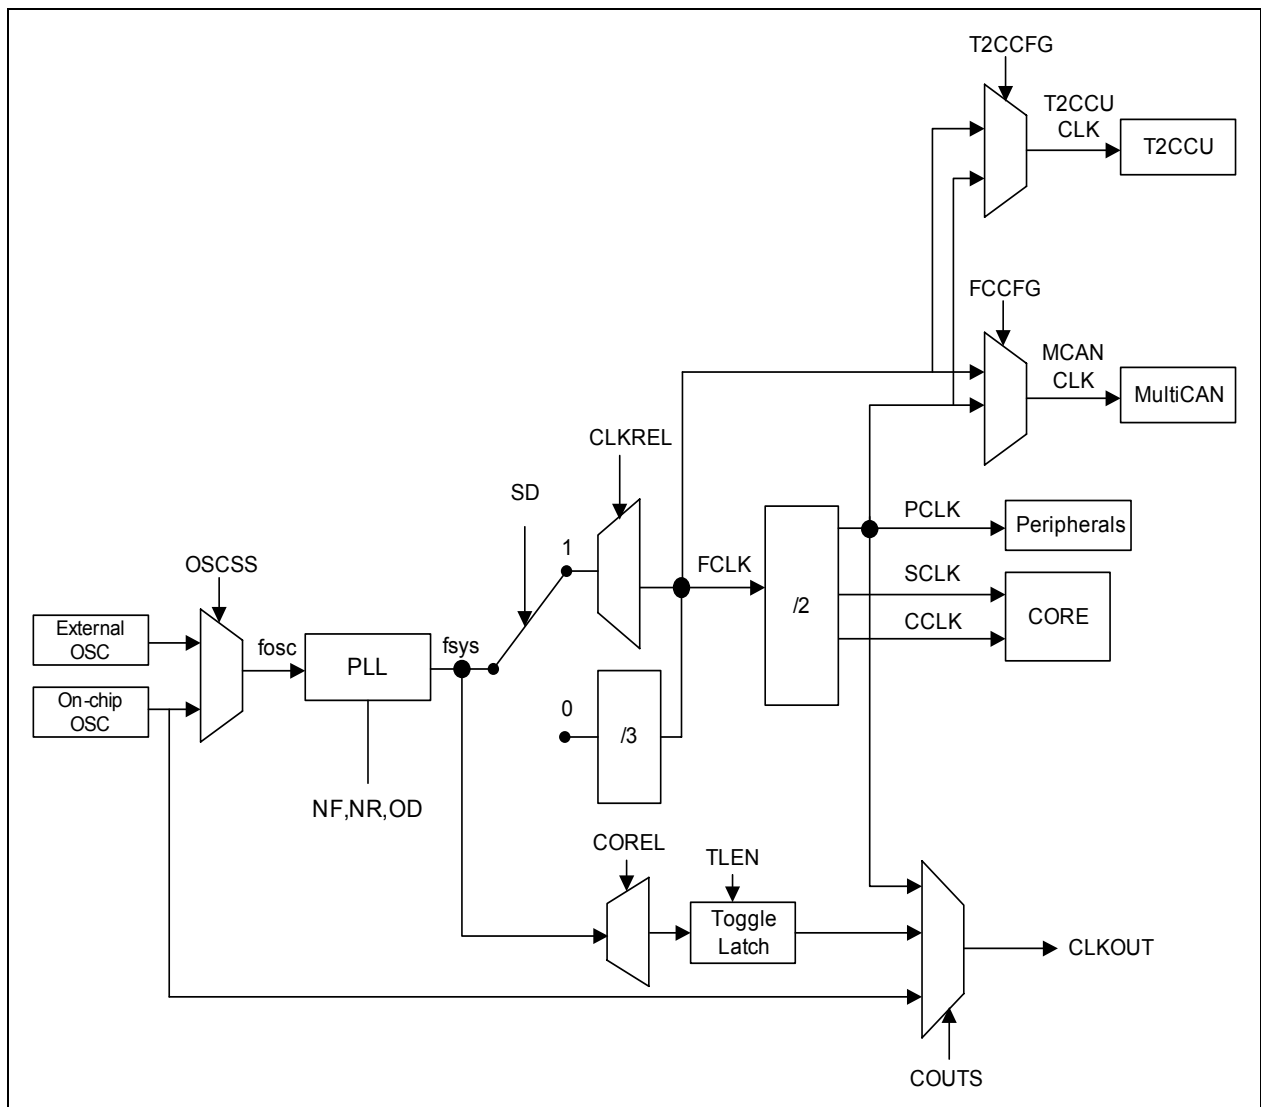 T2CCFG
T2CCU
CLK
T2CCU
FCCFG
MCAN
CLK
MultiCAN
CLKREL
SD
1
FCLK
/2
PCLK
Peripherals
SCLK
CCLK
CORE
OSCSS
External
OSC
On-chip
OSC
fosc
PLL
fsys
0
/3
NF,NR,OD
COREL
TLEN
Toggle
Latch
CLKOUT
COUTS